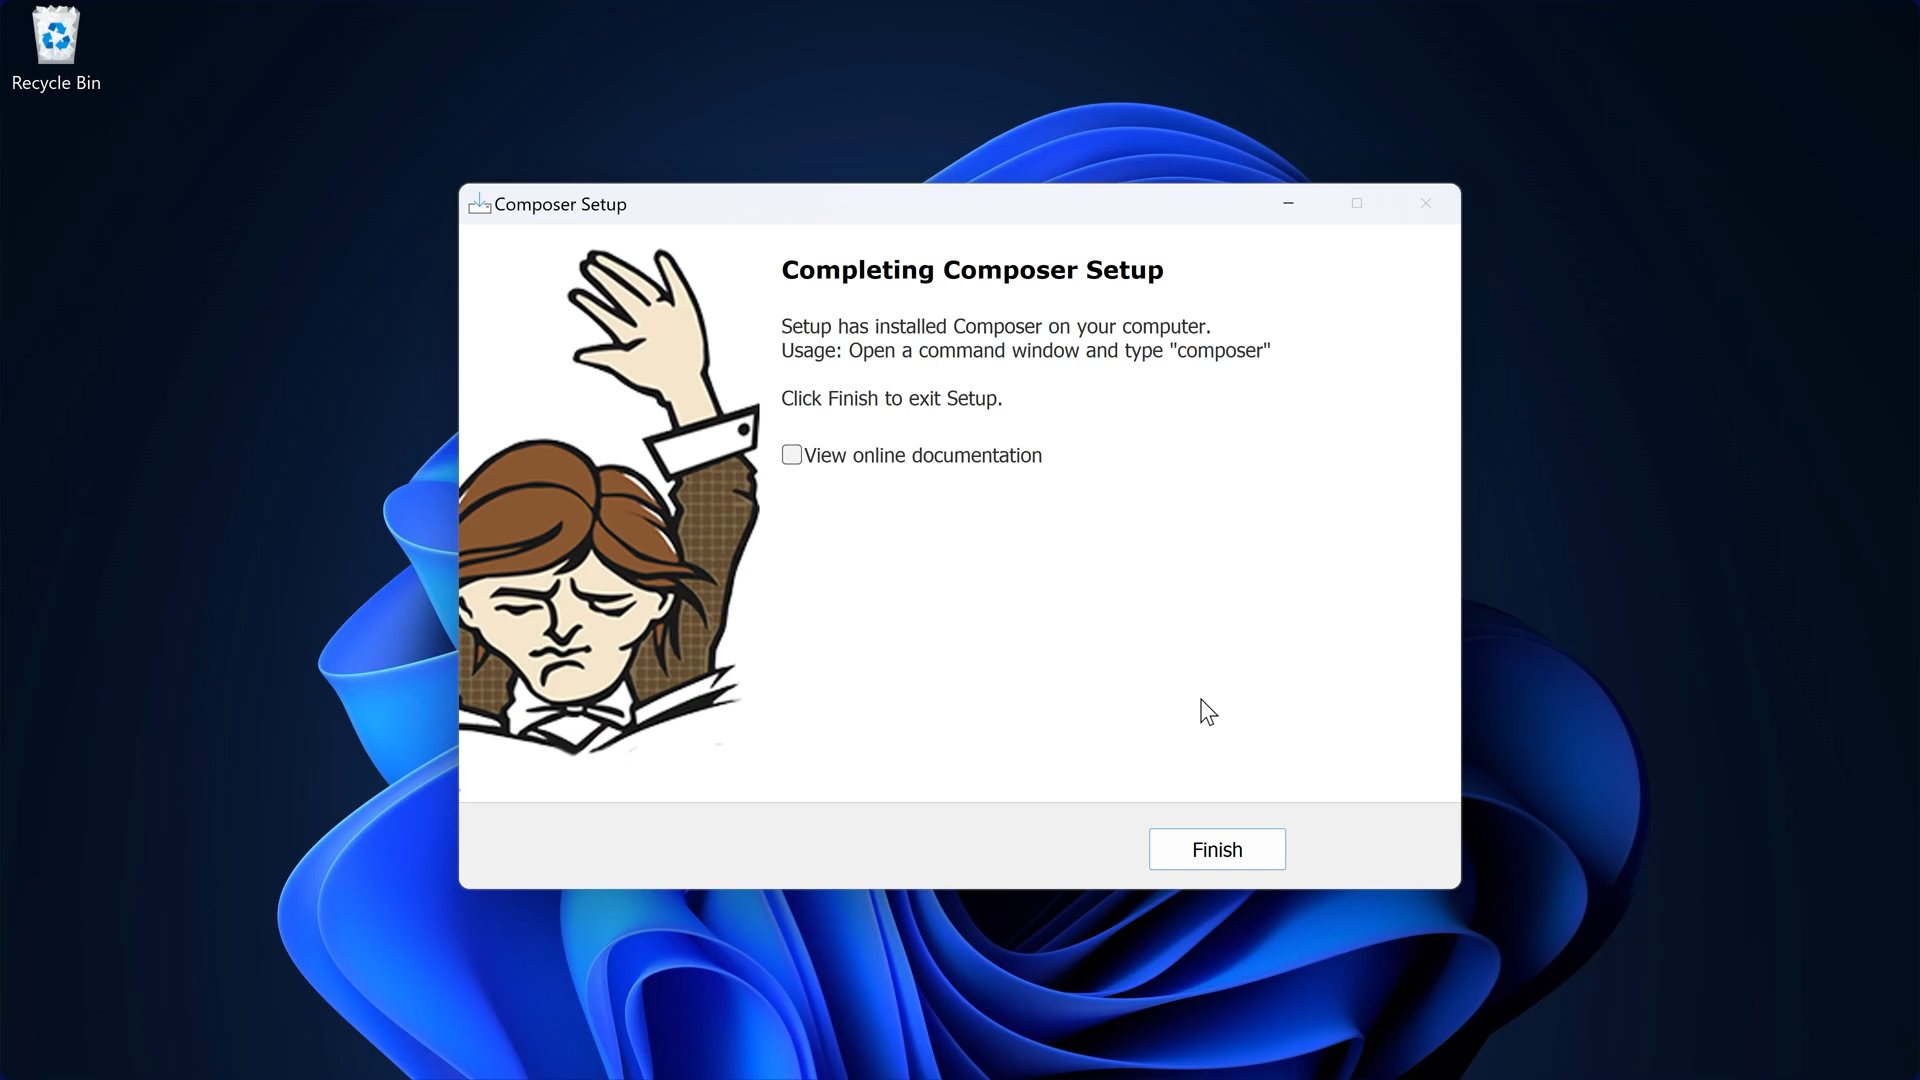 Recycle Bin
Composer Setup
Completing Composer Setup
Setup has installed Composer on your computer.
Usage: Open a command window and type "composer"
Click Finish to exit Setup.
View online documentation
Finish